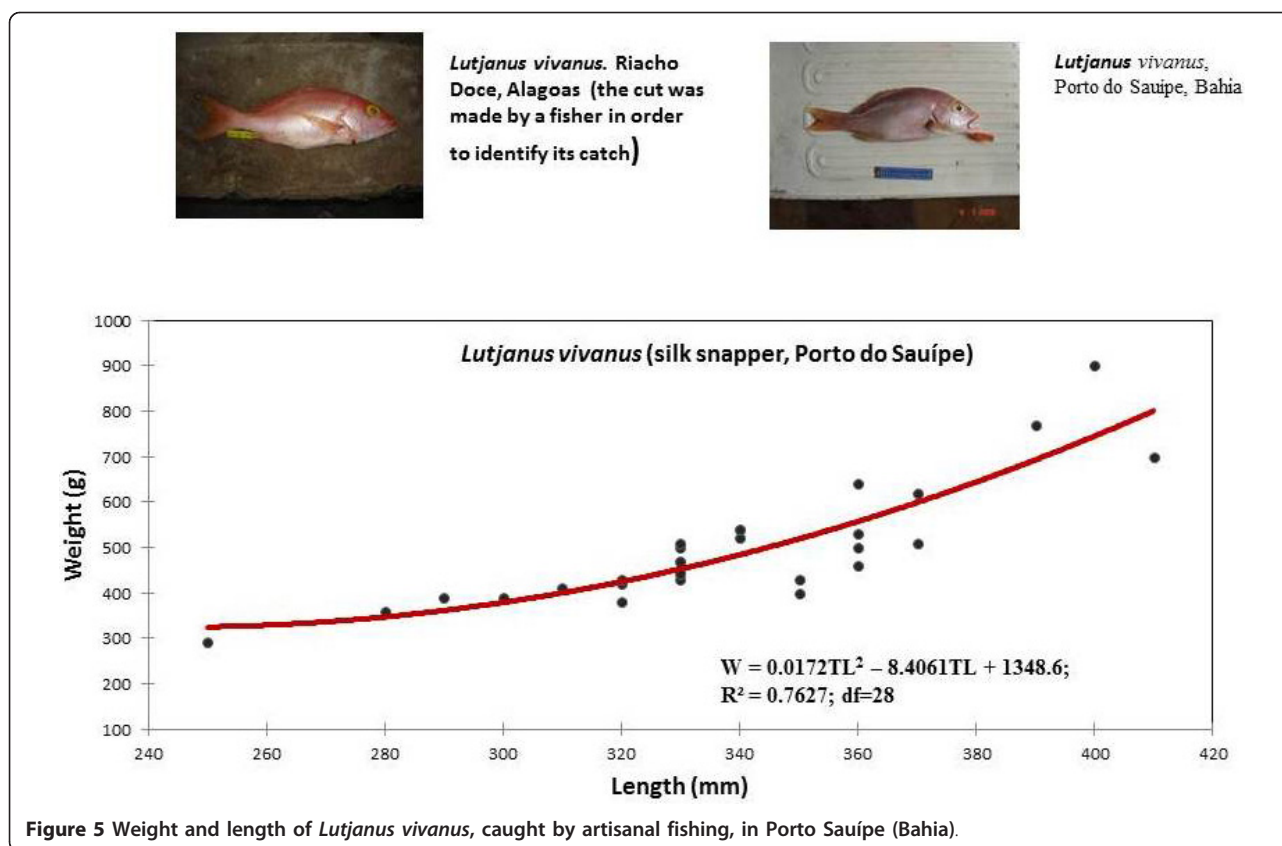 Lutjanus vivanus. Riacho
Doce, Alagoas (the cut was
made by a fisher in order
to identify its catch)
Lutjanus vivanus,
Porto do Sauipe, Bahia
Lutjanus vivanus (silk snapper, Porto do Sauípe)
Weight (g)
1000
900
800
700
600
500
400
300
200
100
W = 0.0172TL² – 8.4061TL + 1348.6;
R² = 0.7627; df=28
240 260 280 300 320 340 360 380 400 420
Length (mm)
Figure 5 Weight and length of Lutjanus vivanus, caught by artisanal fishing, in Porto Sauípe (Bahia).